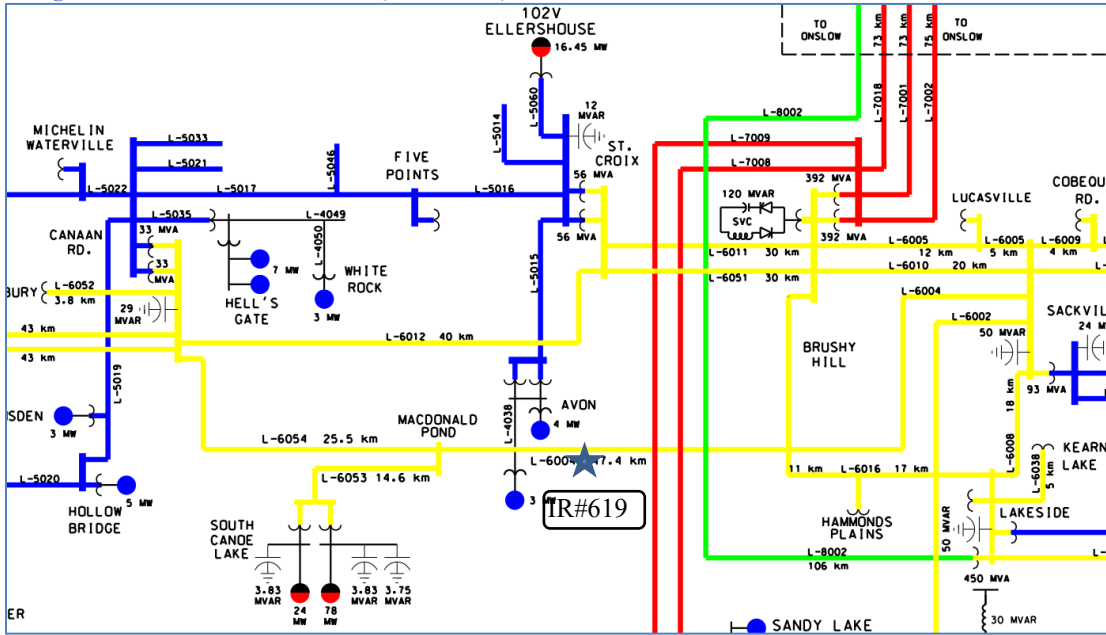 102V
ELLERSHOUSE
16.45 MW
TO
ONSLOW
73 km
73 km
75 km
TO
ONSLOW
L-8002
L-7018
L-7001
L-7002
L-7009
L-7008
12
MVAR
L-5060
L-5014
ST.
CROIX
MICHELIN
WATERVILLE
L-5033
L-5021
L-5046
FIVE
POINTS
L-5022
L-5017
L-5016
56
MVA
56
MVA
392 MVA
392
MVA
120 MVAR
SVC
LUCASVILLE
COBEQU
RD.
L-5035
L-4049
L-4050
CANAAN
RD.
33
MVA
33
MVA
7 MW
HELL'S
GATE
WHITE
ROCK
3 MW
L-5015
L-6011 30 km
L-6051 30 km
L-6005
12 km
L-6005
5 km
L-6009
4 km
L-6010 20 km
L-6004
L-6002
BURY
L-6052
3.8 km
29
MVAR
43 km
43 km
L-6012 40 km
BRUSHY
HILL
50 MVAR
SACKVIL
24 M
93 MVA
18 km
L-6008
L-5019
SDEN
3 MW
L-5020
5 MW
HOLLOW
BRIDGE
MACDONALD
POND
L-6054 25.5 km
L-6053 14.6 km
L-4038
AVON
4 MW
L-6004 47.4 km
3 MW
IR#619
11 km
L-6016 17 km
HAMMONDS
PLAINS
KEARN
LAKE
L-6038
5 km
LAKESIDE
50 MVAR
L-8002
106 km
450 MVA
30 MVAR
SANDY LAKE
SOUTH
CANOE
LAKE
3.83
MVAR
24
MW
78
MW
3.83
MVAR
3.75
MVAR
ER